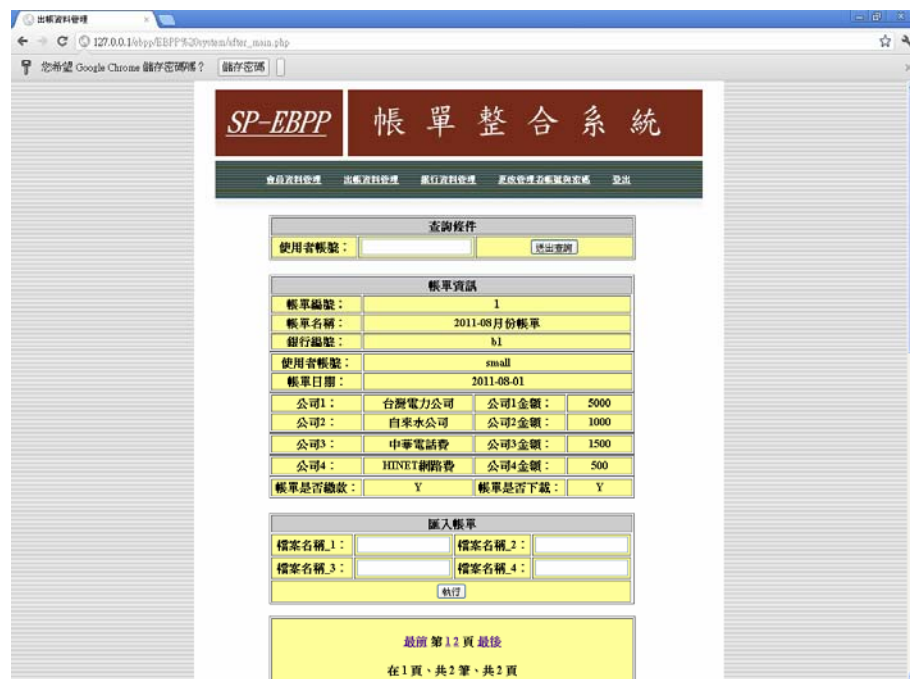 出帳資料管理
127.0.0.1/ebpp/EBPP%20system/after_main.php
您希望 Google Chrome 儲存密碼嗎？ 儲存密碼
SP-EBPP 帳單整合系統
會員資料管理 出帳資料管理 銀行資料管理 更改管理者帳號與密碼 登出
查詢條件
使用者帳號： 送出查詢
帳單資訊
帳單編號： 1
帳單名稱： 2011-08月份帳單
銀行編號： b1
使用者帳號： small
帳單日期： 2011-08-01
公司1： 台灣電力公司 公司1金額： 5000
公司2： 自來水公司 公司2金額： 1000
公司3： 中華電話費 公司3金額： 1500
公司4： HINET網路費 公司4金額： 500
帳單是否繳款： Y 帳單是否下載： Y
匯入帳單
檔案名稱_1： 檔案名稱_2：
檔案名稱_3： 檔案名稱_4：
執行
最前 第 1 2 頁 最後
在 1 頁、共 2 筆、共 2 頁